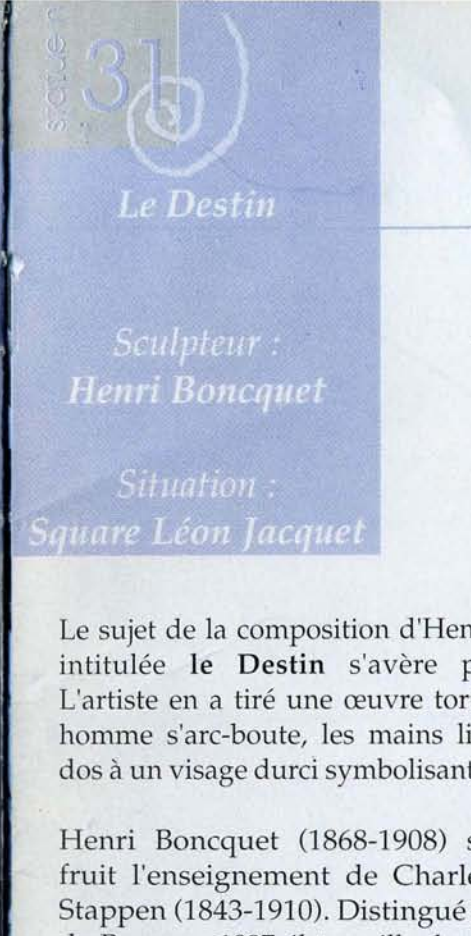 statue n°
31
Le Destin
Sculpteur :
Henri Boncquet
Situation :
Square Léon Jacquet
Le sujet de la composition d'Hen
intitulée le Destin s'avère p
L'artiste en a tiré une œuvre tor
homme s'arc-boute, les mains li
dos à un visage durci symbolisant
Henri Boncquet (1868-1908) s
fruit l'enseignement de Charle
Stappen (1843-1910). Distingué